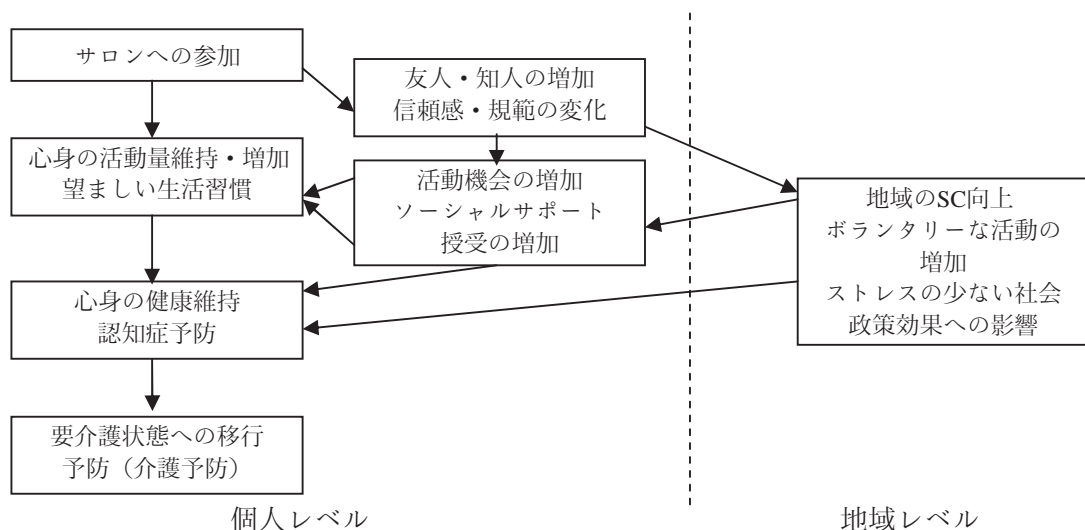 サロンへの参加
友人・知人の増加
信頼感・規範の変化
心身の活動量維持・増加
望ましい生活習慣
活動機会の増加
ソーシャルサポート
授受の増加
地域のSC向上
ボランタリーな活動の
増加
ストレスの少ない社会
政策効果への影響
心身の健康維持
認知症予防
要介護状態への移行
予防（介護予防）
個人レベル
地域レベル